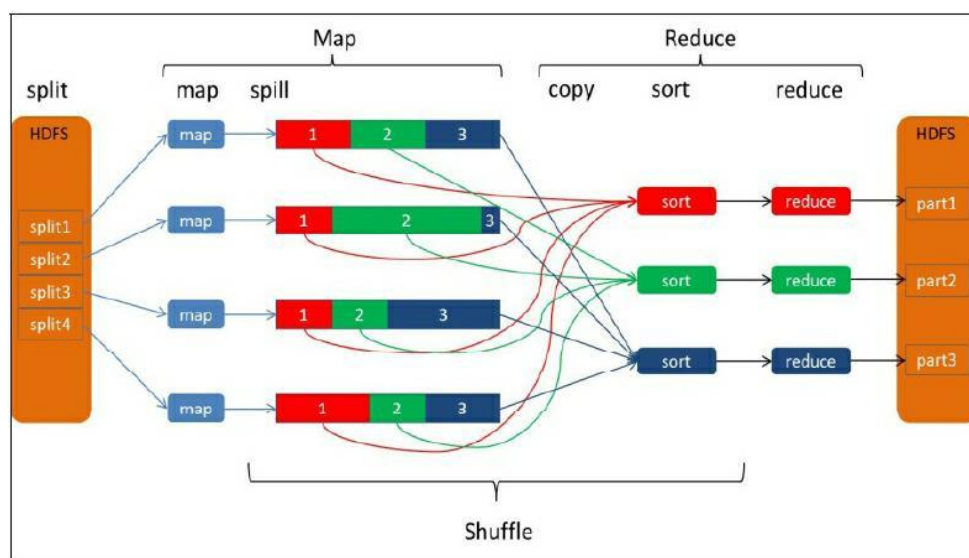 Map
Reduce
split
map
spill
copy
sort
reduce
HDFS
HDFS
map
1 2 3
split1
split2
split3
split4
map
1 2 3
map
1 2 3
map
1 2 3
sort
reduce
part1
sort
reduce
part2
sort
reduce
part3
Shuffle